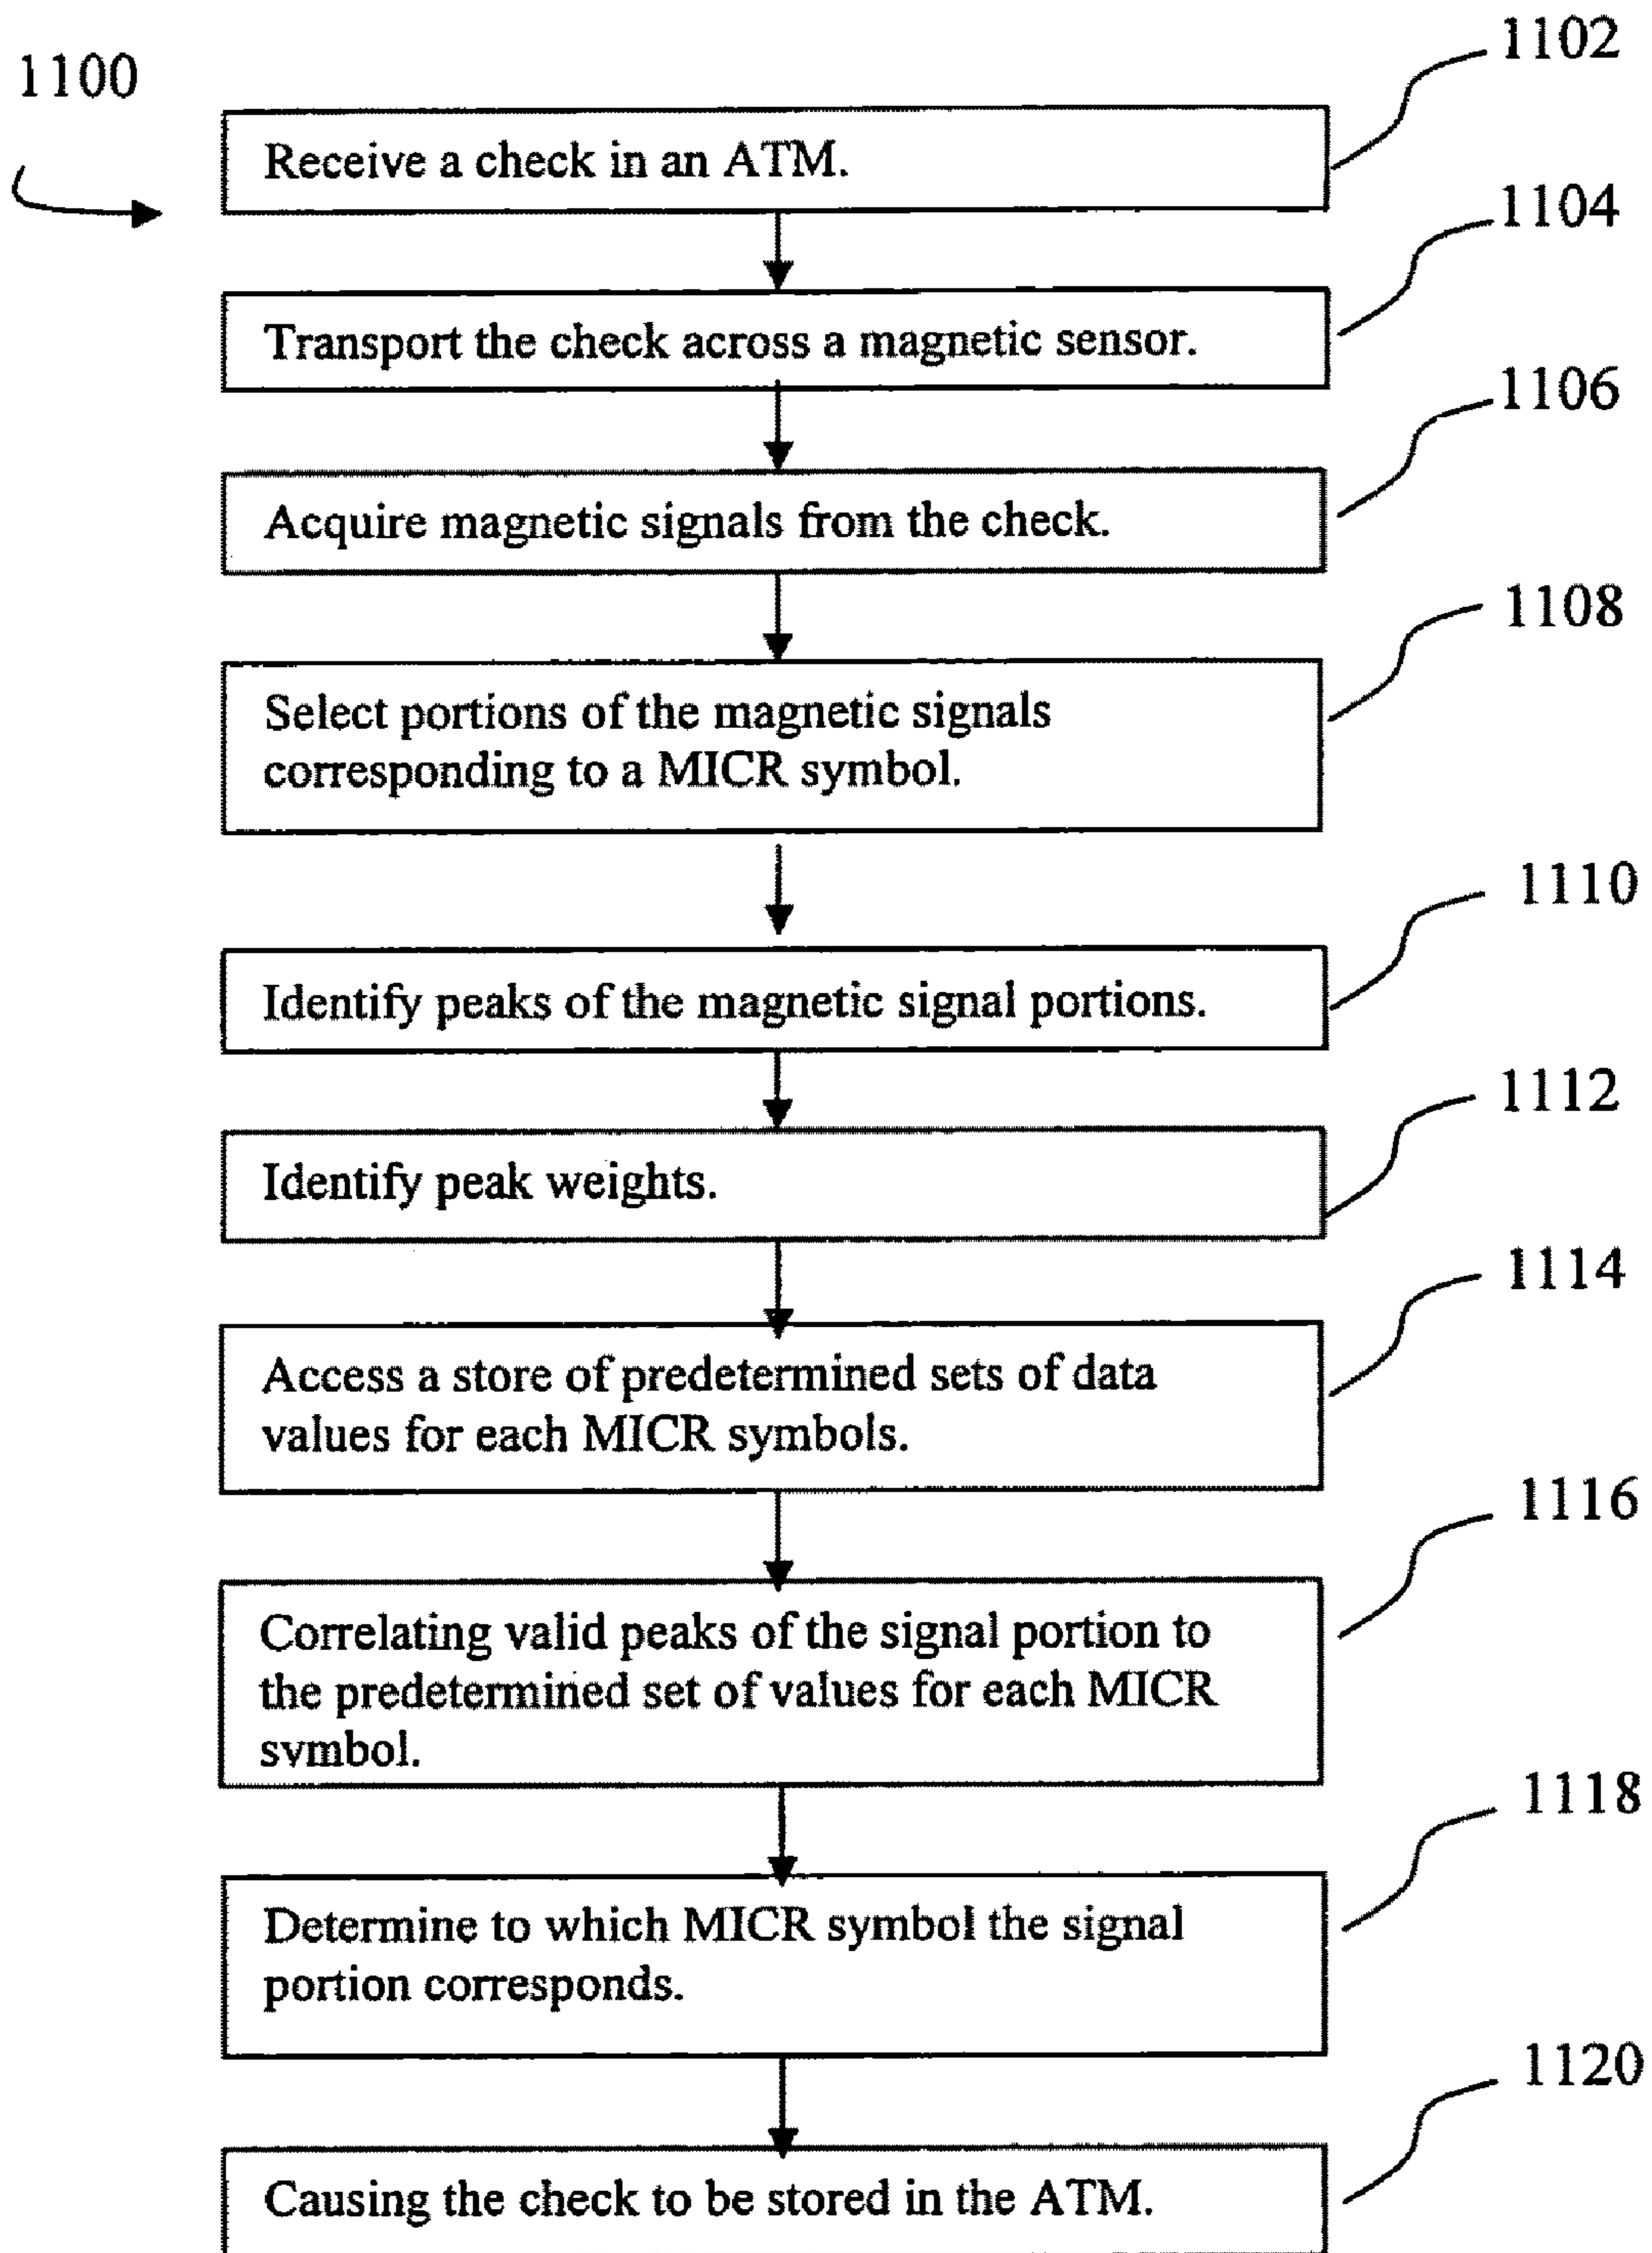 1100
1102
Receive a check in an ATM.
1104
Transport the check across a magnetic sensor.
1106
Acquire magnetic signals from the check.
1108
Select portions of the magnetic signals
corresponding to a MICR symbol.
1110
Identify peaks of the magnetic signal portions.
1112
Identify peak weights.
1114
Access a store of predetermined sets of data
values for each MICR symbols.
1116
Correlating valid peaks of the signal portion to
the predetermined set of values for each MICR
symbol.
1118
Determine to which MICR symbol the signal
portion corresponds.
1120
Causing the check to be stored in the ATM.